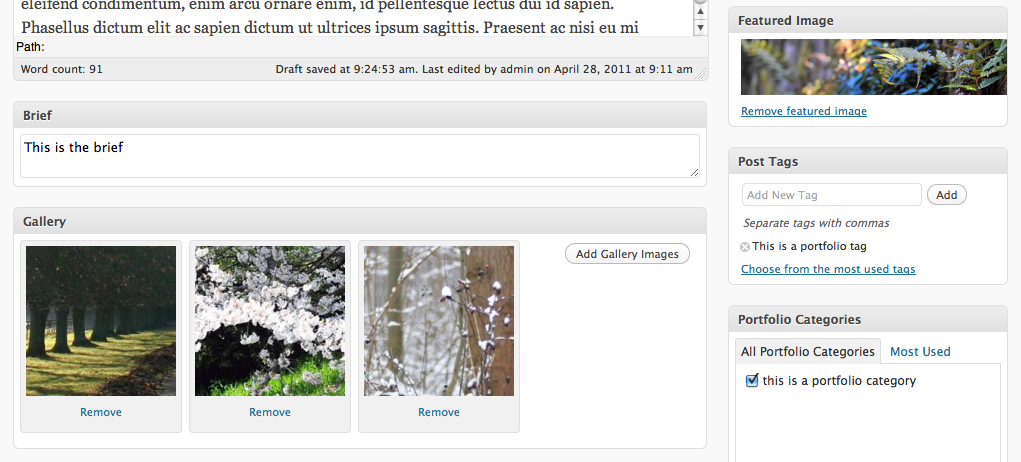 eleifend condimentum, enim arcu ornare enim, id pellentesque lectus dui id sapien.
Phasellus dictum elit ac sapien dictum ut ultrices ipsum sagittis. Praesent ac nisi eu mi
Path:
Word count: 91
Draft saved at 9:24:53 am. Last edited by admin on April 28, 2011 at 9:11 am
Brief
This is the brief
Gallery
Add Gallery Images
Remove
Remove
Remove
Featured Image
Remove featured image
Post Tags
Add New Tag
Add
Separate tags with commas
This is a portfolio tag
Choose from the most used tags
Portfolio Categories
All Portfolio Categories
Most Used
this is a portfolio category